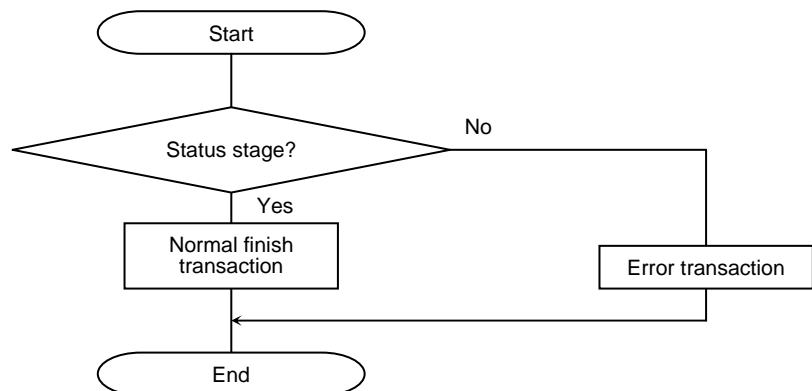 Start
Status stage?
No
Yes
Normal finish
transaction
Error transaction
End